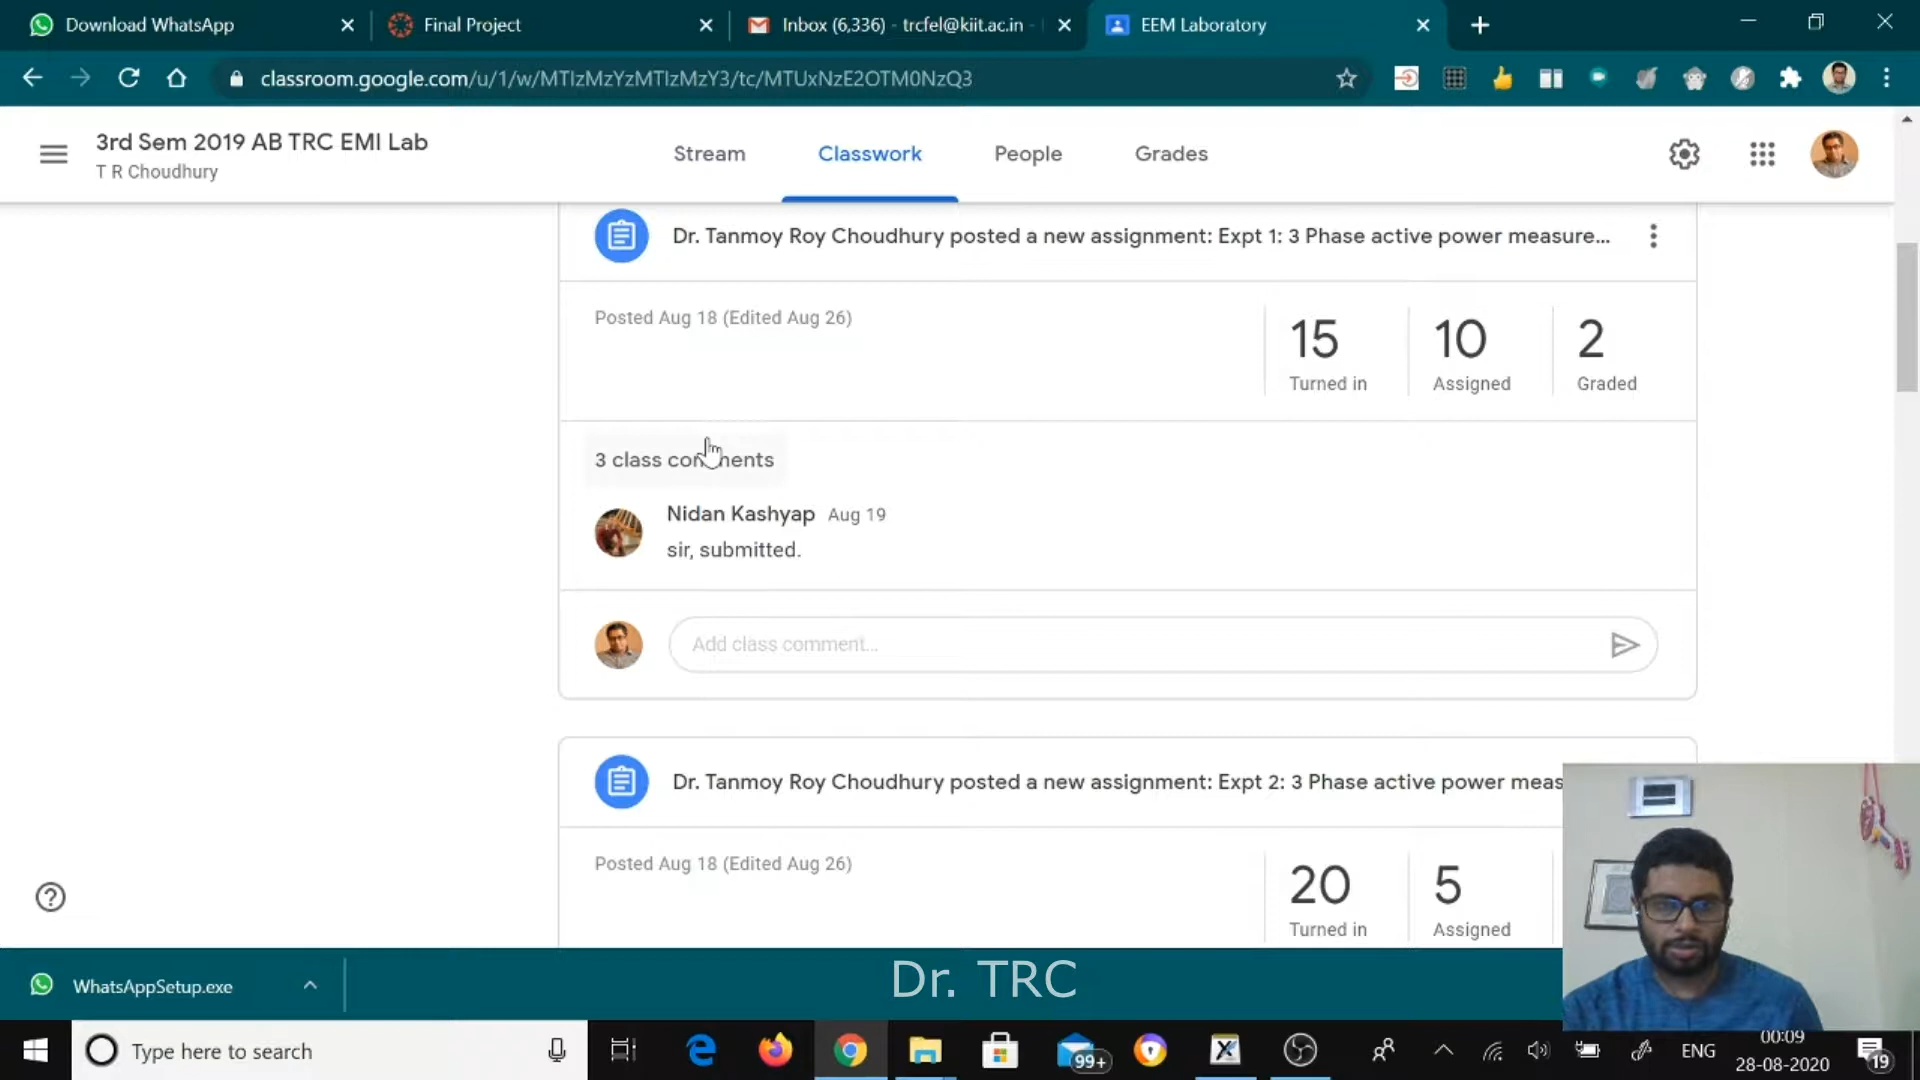 Download WhatsApp
Final Project
Inbox (6,336) - trcfel@kiit.ac.in -
EEM Laboratory
classroom.google.com/u/1/w/MTIzMzYzMTIzMzY3/tc/MTUxNzE2OTM0NzQ3
3rd Sem 2019 AB TRC EMI Lab
T R Choudhury
Stream
Classwork
People
Grades
Dr. Tanmoy Roy Choudhury posted a new assignment: Expt 1: 3 Phase active power measure...
Posted Aug 18 (Edited Aug 26)
15
Turned in
10
Assigned
2
Graded
3 class comments
Nidan Kashyap Aug 19
sir, submitted.
Add class comment...
Dr. Tanmoy Roy Choudhury posted a new assignment: Expt 2: 3 Phase active power meas
Posted Aug 18 (Edited Aug 26)
20
Turned in
5
Assigned
WhatsAppSetup.exe
Dr. TRC
Type here to search
99+
ENG
00:09
28-08-2020
19